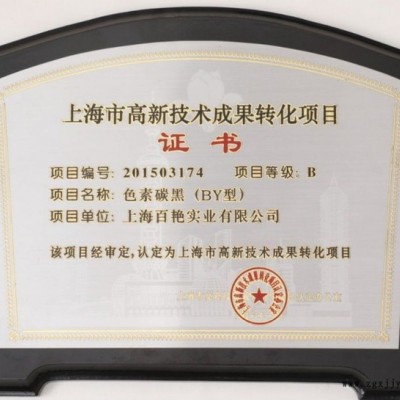 上海市高新技术成果转化项目
证书
项目编号: 201503174 项目等级: B
项目名称: 色素碳黑（BY型）
项目单位: 上海百艳实业有限公司
该项目经审定,认定为上海市高新技术成果转化项目